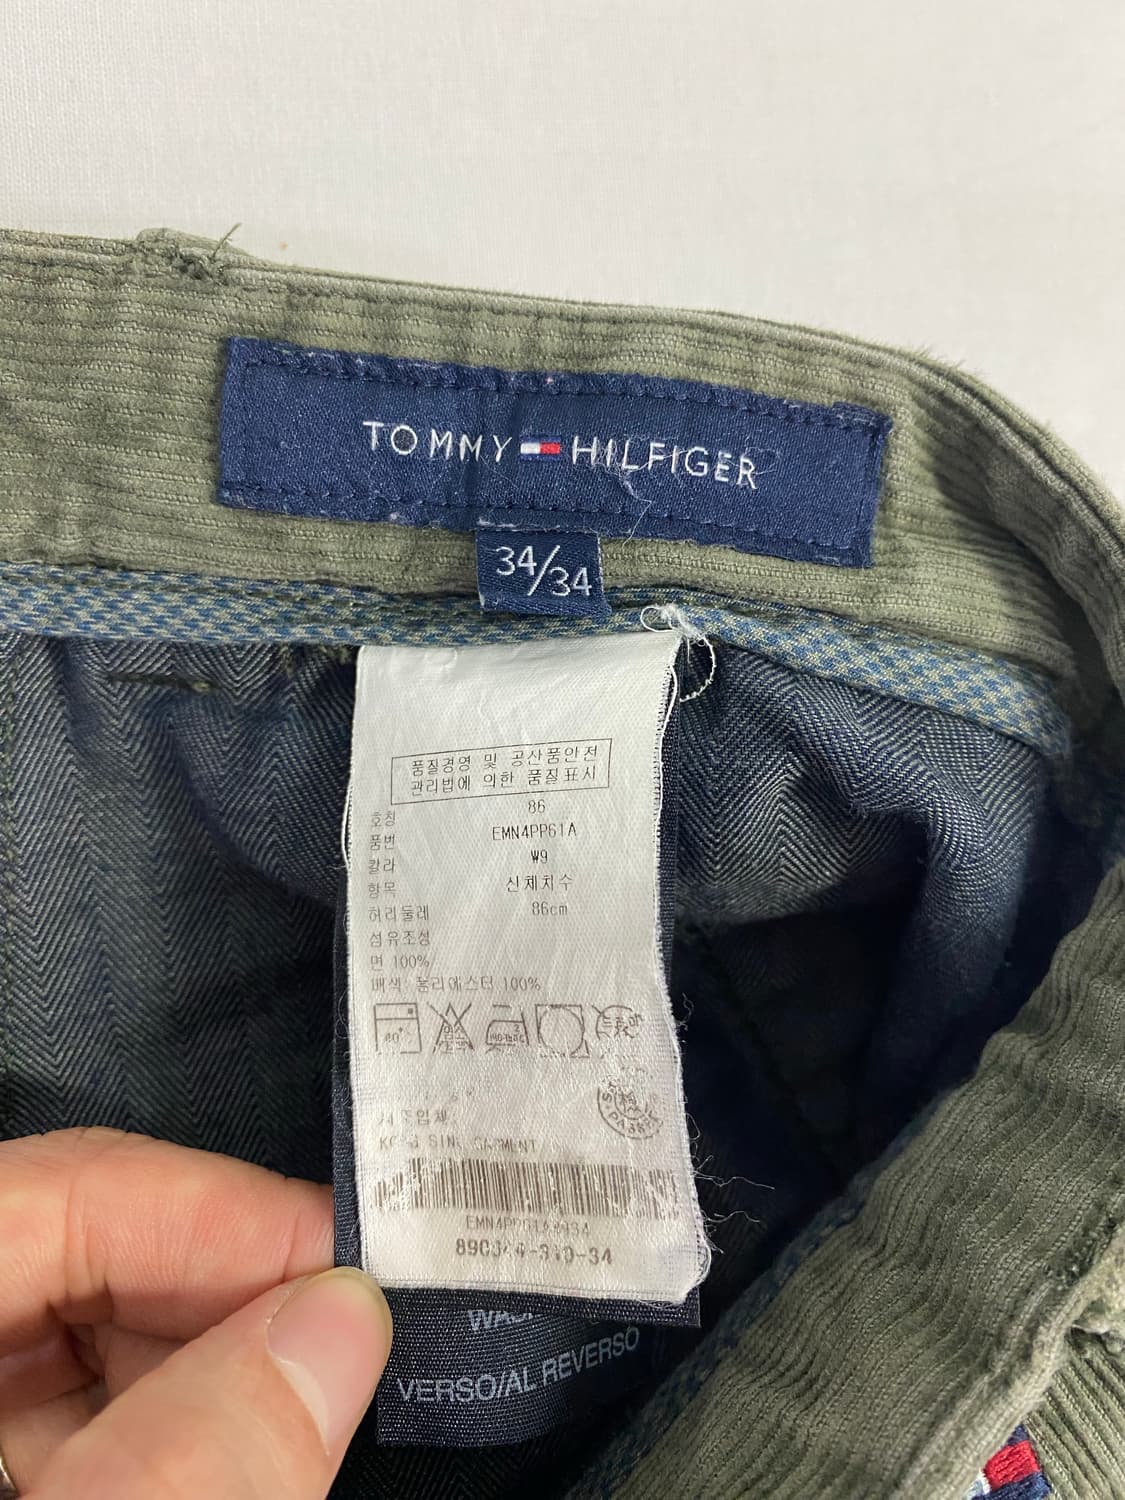 TOMMY HILFIGER
34/34
품질경영 및 공산품안전
관리법에 의한 품질표시
호칭 86
품번 EMN4PP61A
칼라 W9
항목 신체치수
허리둘레 86cm
섬유조성
면 100%
배색: 폴리에스터 100%
GARMENT
VERSO/AL REVERSO